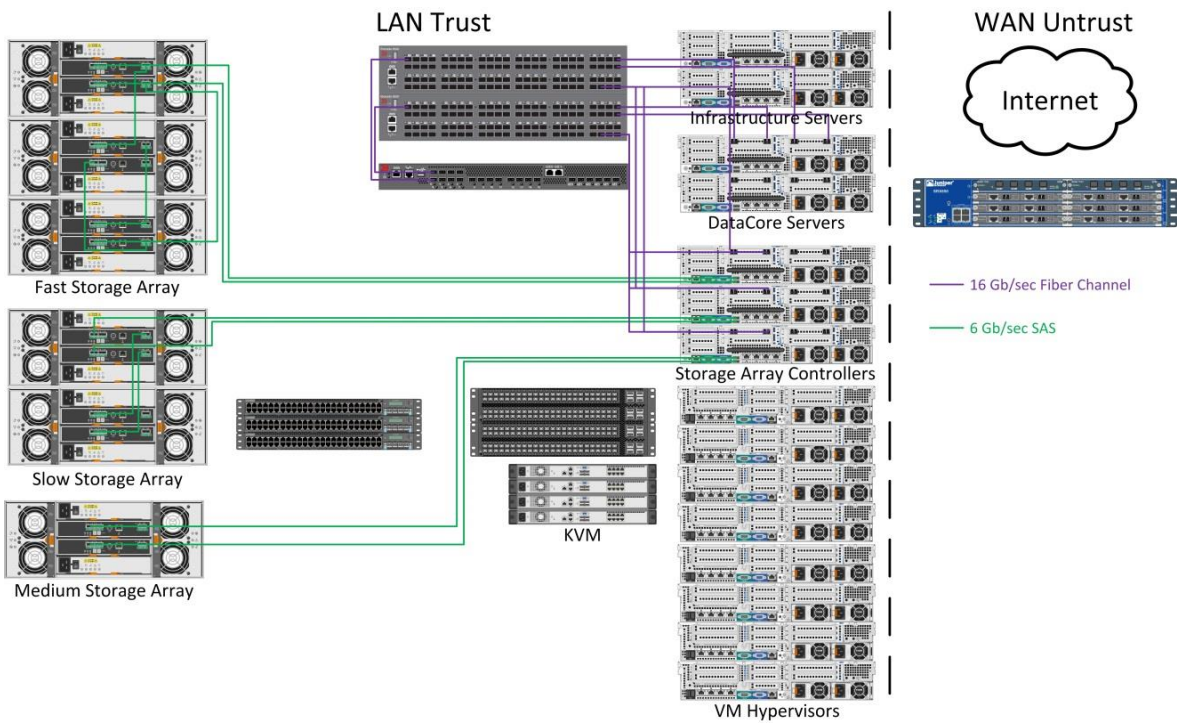 LAN Trust
WAN Untrust
Internet
Infrastructure Servers
DataCore Servers
Fast Storage Array
16 Gb/sec Fiber Channel
6 Gb/sec SAS
Storage Array Controllers
Slow Storage Array
KVM
Medium Storage Array
VM Hypervisors